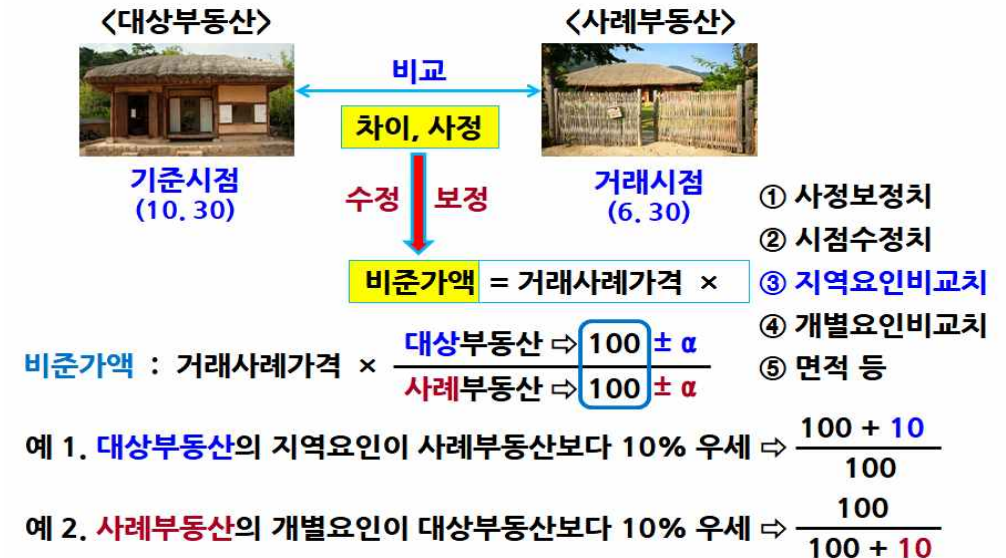 <대상부동산>
<사례부동산>
비교
차이, 사정
기준시점
(10. 30)
거래시점
(6. 30)
수정 보정
① 사정보정치
② 시점수정치
③ 지역요인비교치
④ 개별요인비교치
⑤ 면적 등
비준가액 = 거래사례가격 ×
비준가액 : 거래사례가격 ×
대상부동산 ⇨ 100 ± α
사례부동산 ⇨ 100 ± α
예 1. 대상부동산의 지역요인이 사례부동산보다 10% 우세 ⇨
100 + 10
100
예 2. 사례부동산의 개별요인이 대상부동산보다 10% 우세 ⇨
100
100 + 10